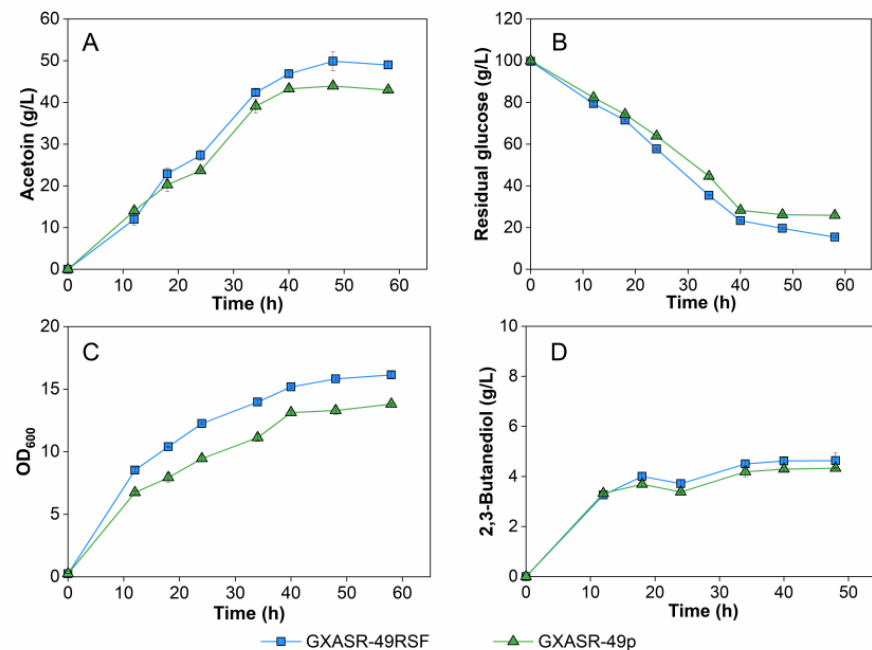 A
Acetoin (g/L)
60
50
40
30
20
10
0
0 10 20 30 40 50 60
Time (h)
B
Residual glucose (g/L)
120
100
80
60
40
20
0
0 10 20 30 40 50 60
Time (h)
C
OD₆₀₀
20
15
10
5
0
0 10 20 30 40 50 60
Time (h)
D
2,3-Butanediol (g/L)
10
8
6
4
2
0
0 10 20 30 40 50
Time (h)
GXASR-49RSF GXASR-49p